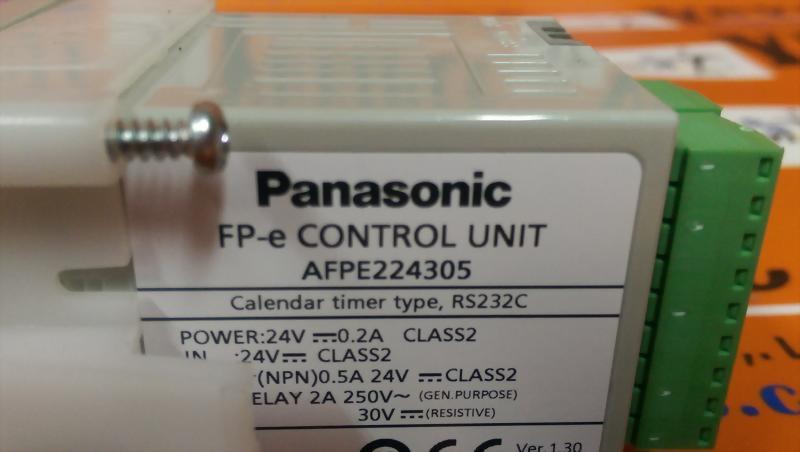 Panasonic
FP-e CONTROL UNIT
AFPE224305
Calendar timer type, RS232C
POWER:24V ⎓0.2A CLASS2
IN :24V⎓ CLASS2
(NPN)0.5A 24V ⎓CLASS2
ELAY 2A 250V~ (GEN.PURPOSE)
30V ⎓(RESISTIVE)
Ver 1.30